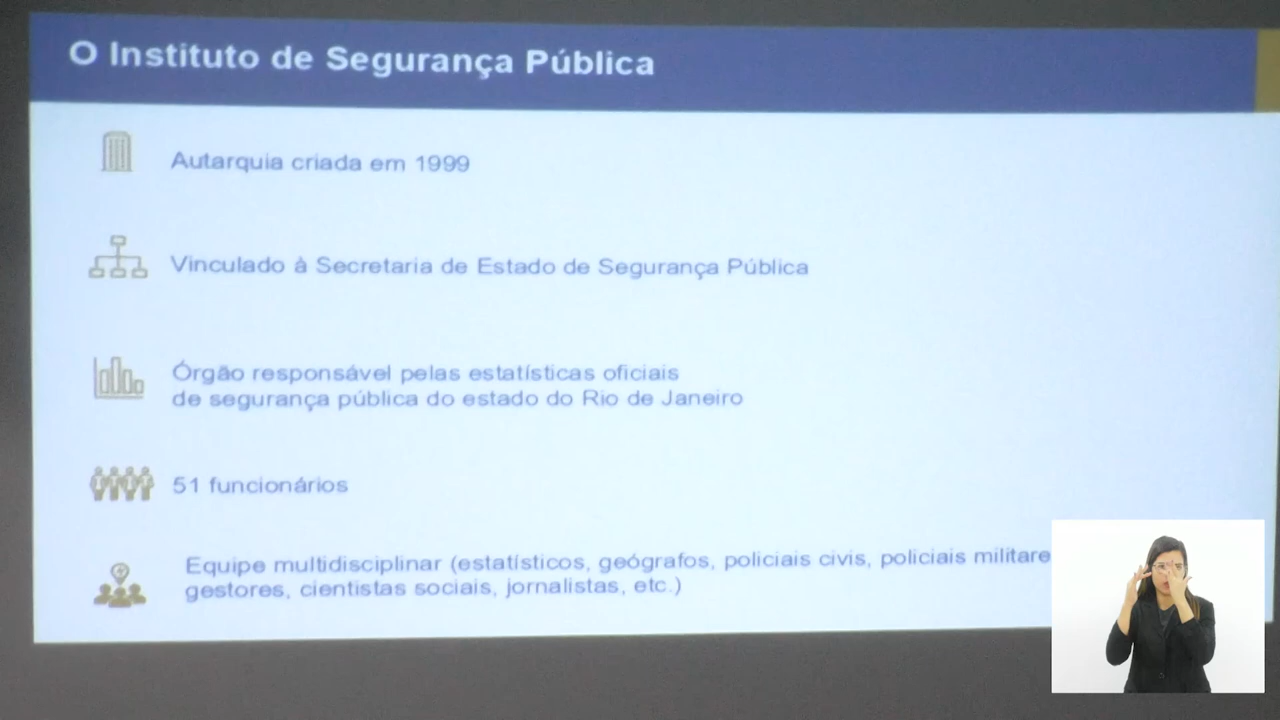 O Instituto de Segurança Pública
Autarquia criada em 1999
Vinculado à Secretaria de Estado de Segurança Pública
Órgão responsável pelas estatísticas oficiais
de segurança pública do estado do Rio de Janeiro
51 funcionários
Equipe multidisciplinar (estatísticos, geógrafos, policiais civis, policiais militare
gestores, cientistas sociais, jornalistas, etc.)